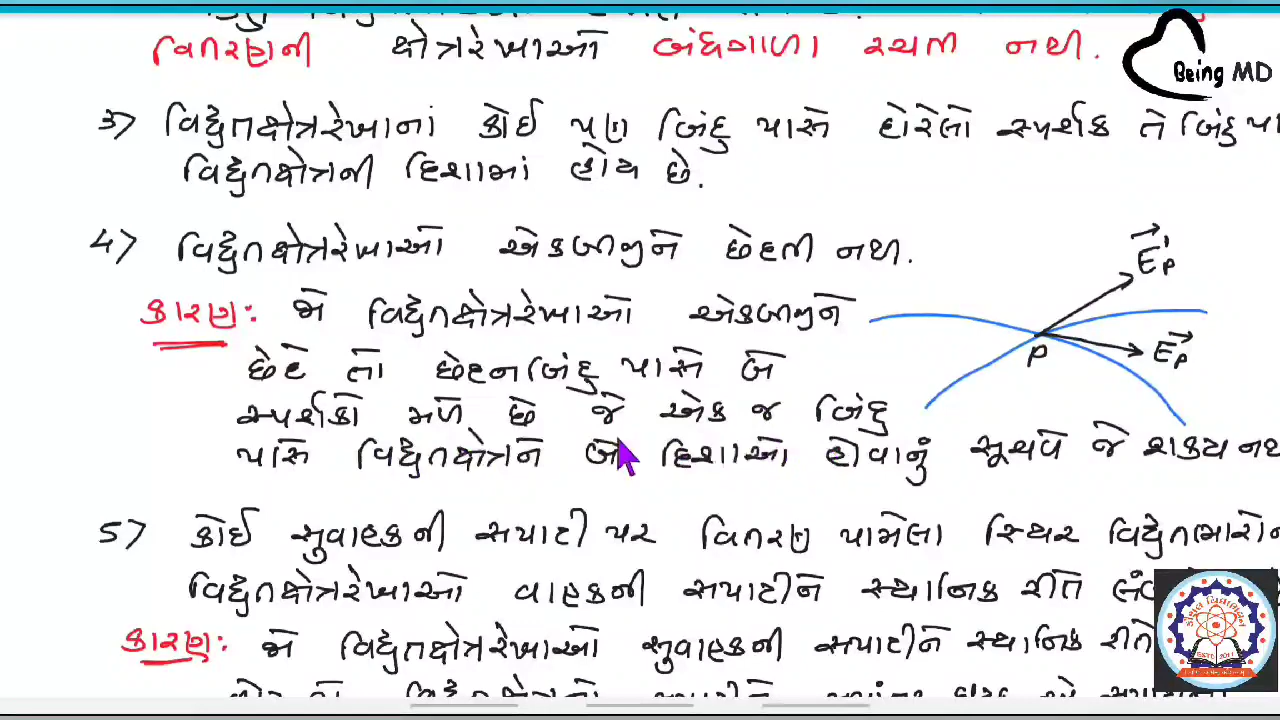 વિતરણની ક્ષેત્રરેખાઓ બંધગાળા રચતી નથી.
Being MD
3) વિદ્યુતક્ષેત્રરેખાનાં કોઈ પણ બિંદુ પાસે દોરેલો સ્પર્શક તે બિંદુ પા
વિદ્યુતક્ષેત્રની દિશામાં હોય છે.
4) વિદ્યુતક્ષેત્રરેખાઓ એકબીજીને છેદતી નથી.
કારણ: જો વિદ્યુતક્ષેત્રરેખાઓ એકબીજીને
છેદે તો છેદનબિંદુ પાસે બે
સ્પર્શકો મળે છે જે એક જ બિંદુ
પાસે વિદ્યુતક્ષેત્રને બે દિશાઓ હોવાનું સૂચવે જે શક્ય નથ
E'p
Ep
P
5) કોઈ સુવાહકની સપાટી પર વિતરણ પામેલા સ્થિર વિદ્યુતભારોન
વિદ્યુતક્ષેત્રરેખાઓ વાહકની સપાટીને સ્થાનિક રીતે લંબ
કારણ: જો વિદ્યુતક્ષેત્રરેખાઓ સુવાહકની સપાટીને સ્થાનિક રીતે